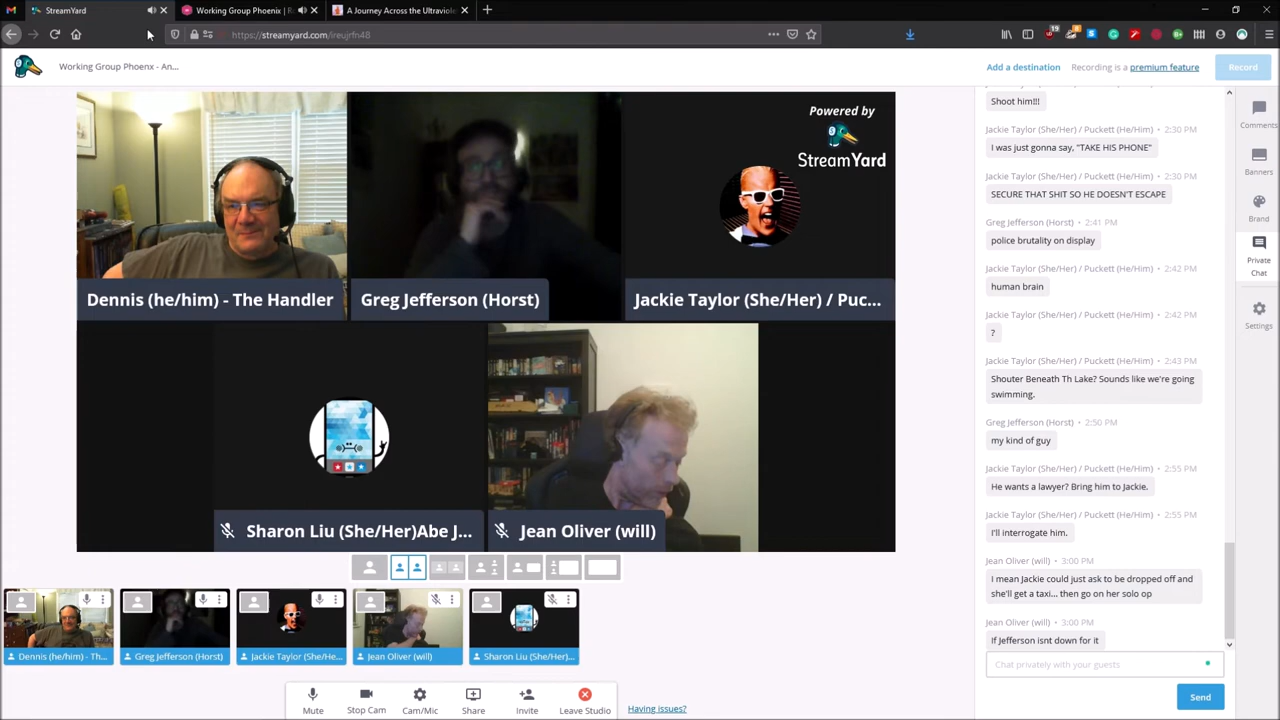 StreamYard
Working Group Phoenix | R
A Journey Across the Ultraviole
https://streamyard.com/ireujrfn48
19
Working Group Phoenx - An...
Add a destination
Recording is a premium feature
Record
Powered by
StreamYard
Dennis (he/him) - The Handler
Greg Jefferson (Horst)
Jackie Taylor (She/Her) / Puc...
Sharon Liu (She/Her)Abe J...
Jean Oliver (will)
Dennis (he/him) - Th...
Greg Jefferson (Horst)
Jackie Taylor (She/He...
Jean Oliver (will)
Sharon Liu (She/Her)...
Mute
Stop Cam
Cam/Mic
Share
Invite
Leave Studio
Having issues?
Shoot him!!!
Jackie Taylor (She/Her) / Puckett (He/Him) • 2:30 PM
I was just gonna say, "TAKE HIS PHONE"
Jackie Taylor (She/Her) / Puckett (He/Him) • 2:30 PM
SECURE THAT SHIT SO HE DOESN'T ESCAPE
Greg Jefferson (Horst) • 2:41 PM
police brutality on display
Jackie Taylor (She/Her) / Puckett (He/Him) • 2:42 PM
human brain
Jackie Taylor (She/Her) / Puckett (He/Him) • 2:42 PM
?
Jackie Taylor (She/Her) / Puckett (He/Him) • 2:43 PM
Shouter Beneath Th Lake? Sounds like we're going
swimming.
Greg Jefferson (Horst) • 2:50 PM
my kind of guy
Jackie Taylor (She/Her) / Puckett (He/Him) • 2:55 PM
He wants a lawyer? Bring him to Jackie.
Jackie Taylor (She/Her) / Puckett (He/Him) • 2:55 PM
I'll interrogate him.
Jean Oliver (will) • 3:00 PM
I mean Jackie could just ask to be dropped off and
she'll get a taxi... then go on her solo op
Jean Oliver (will) • 3:00 PM
If Jefferson isnt down for it
Chat privately with your guests
Send
Comments
Banners
Brand
Private
Chat
Settings